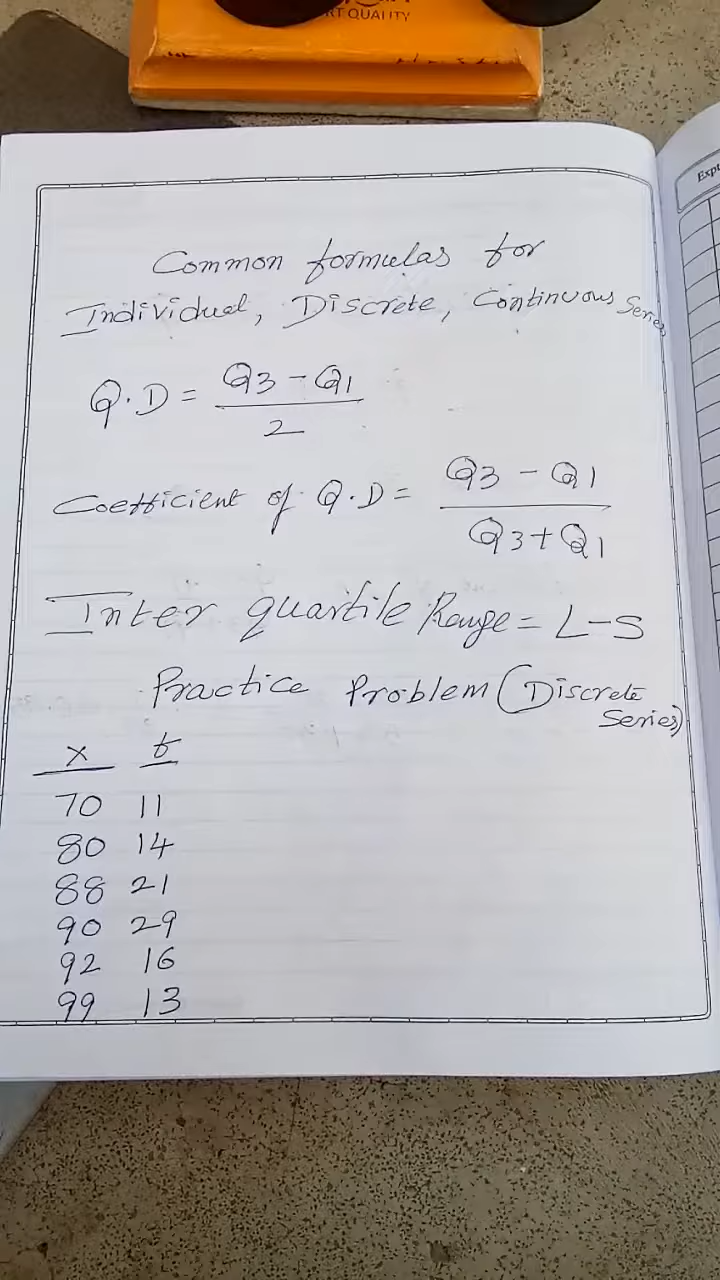 RT QUALITY
Common formulas for
Individual, Discrete, Continuous Series
Q.D = Q3 - Q1
2
Coefficient of Q.D = Q3 - Q1
Q3 + Q1
Inter quartile Range = L-S
Practice Problem (Discrete
Series)
x f
70 11
80 14
88 21
90 29
92 16
99 13